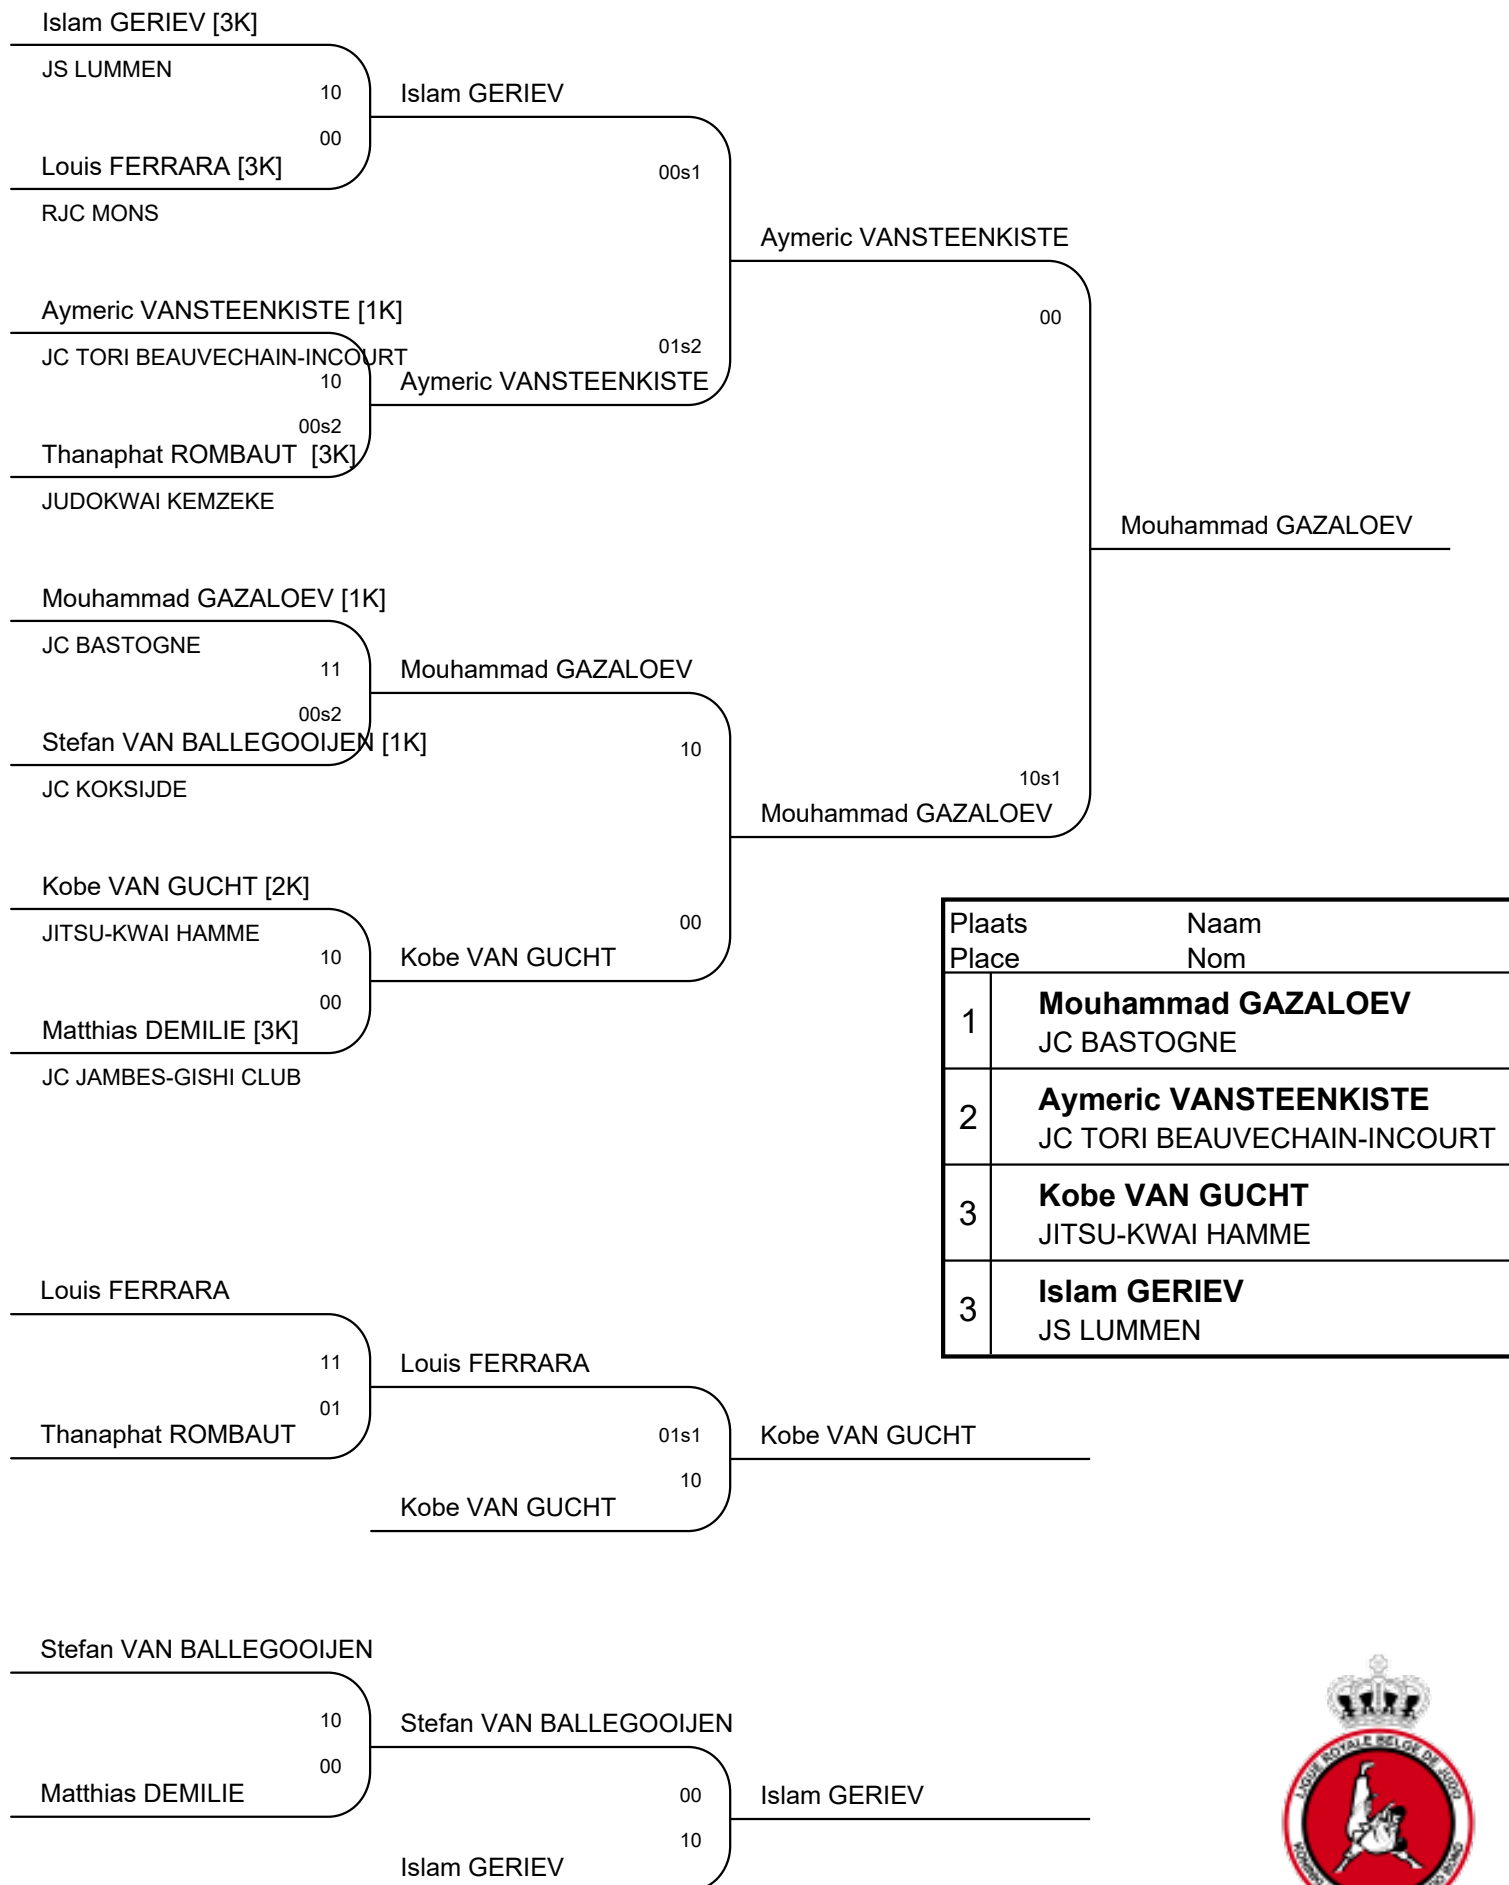 Islam GERIEV [3K]
JS LUMMEN
10
Islam GERIEV
00
Louis FERRARA [3K]
00s1
RJC MONS
Aymeric VANSTEENKISTE
Aymeric VANSTEENKISTE [1K]
00
JC TORI BEAUVECHAIN-INCOURT
01s2
10
Aymeric VANSTEENKISTE
00s2
Thanaphat ROMBAUT [3K]
JUDOKWAI KEMZEKE
Mouhammad GAZALOEV
Mouhammad GAZALOEV [1K]
JC BASTOGNE
11
Mouhammad GAZALOEV
00s2
Stefan VAN BALLEGOOIJEN [1K]
10
10s1
JC KOKSIJDE
Mouhammad GAZALOEV
Kobe VAN GUCHT [2K]
00
JITSU-KWAI HAMME
10
Kobe VAN GUCHT
00
Matthias DEMILIE [3K]
JC JAMBES-GISHI CLUB
Plaats Naam
Place Nom
1 Mouhammad GAZALOEV
JC BASTOGNE
2 Aymeric VANSTEENKISTE
JC TORI BEAUVECHAIN-INCOURT
3 Kobe VAN GUCHT
JITSU-KWAI HAMME
3 Islam GERIEV
JS LUMMEN
Louis FERRARA
11
Louis FERRARA
01
Thanaphat ROMBAUT
01s1
Kobe VAN GUCHT
10
Kobe VAN GUCHT
Stefan VAN BALLEGOOIJEN
10
Stefan VAN BALLEGOOIJEN
00
Matthias DEMILIE
00
Islam GERIEV
10
Islam GERIEV
LIGUE ROYALE BELGE DE JUDO